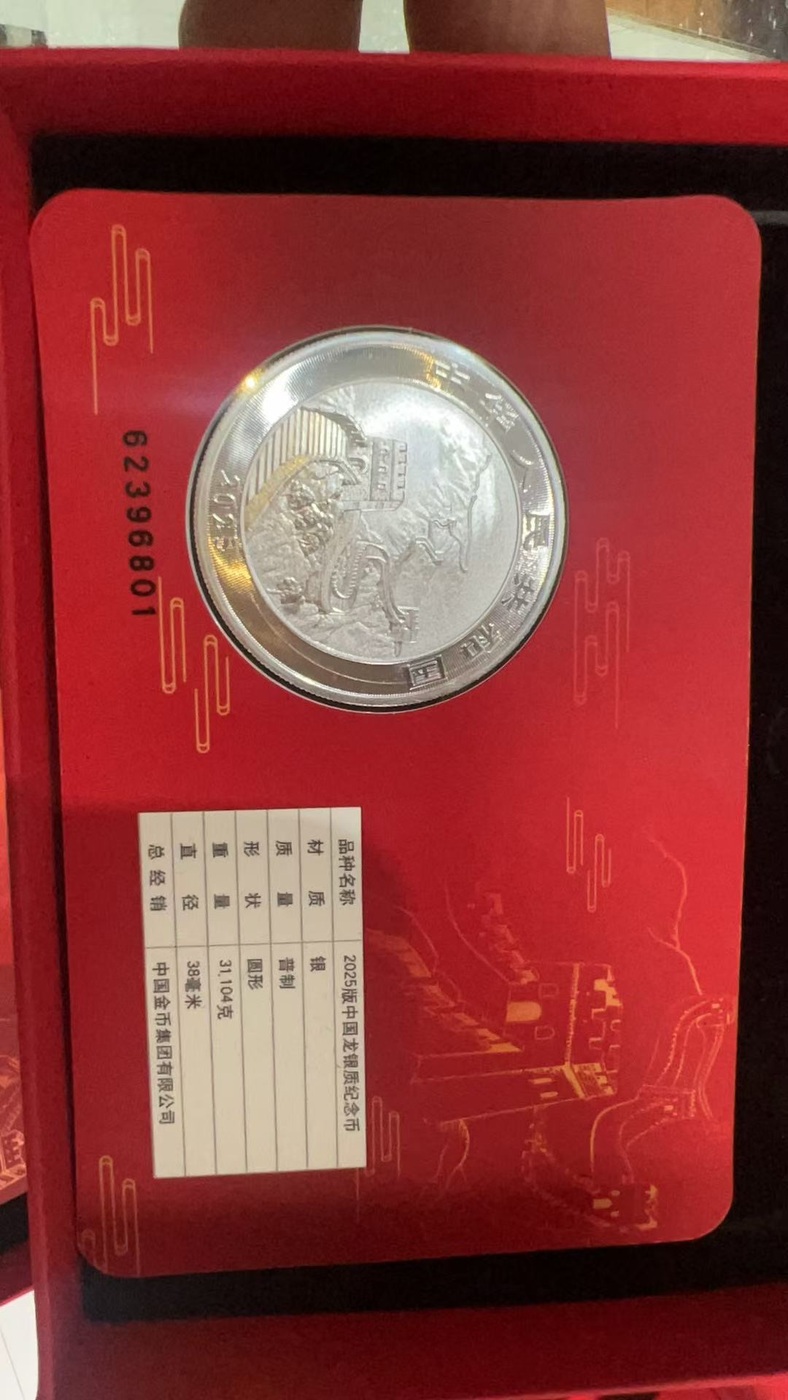 中华人民共和国
2025
62396801
品种名称 2025版中国龙银质纪念币
材质 银
质量 普制
形状 圆形
重量 31.104克
直径 38毫米
总经销 中国金币集团有限公司